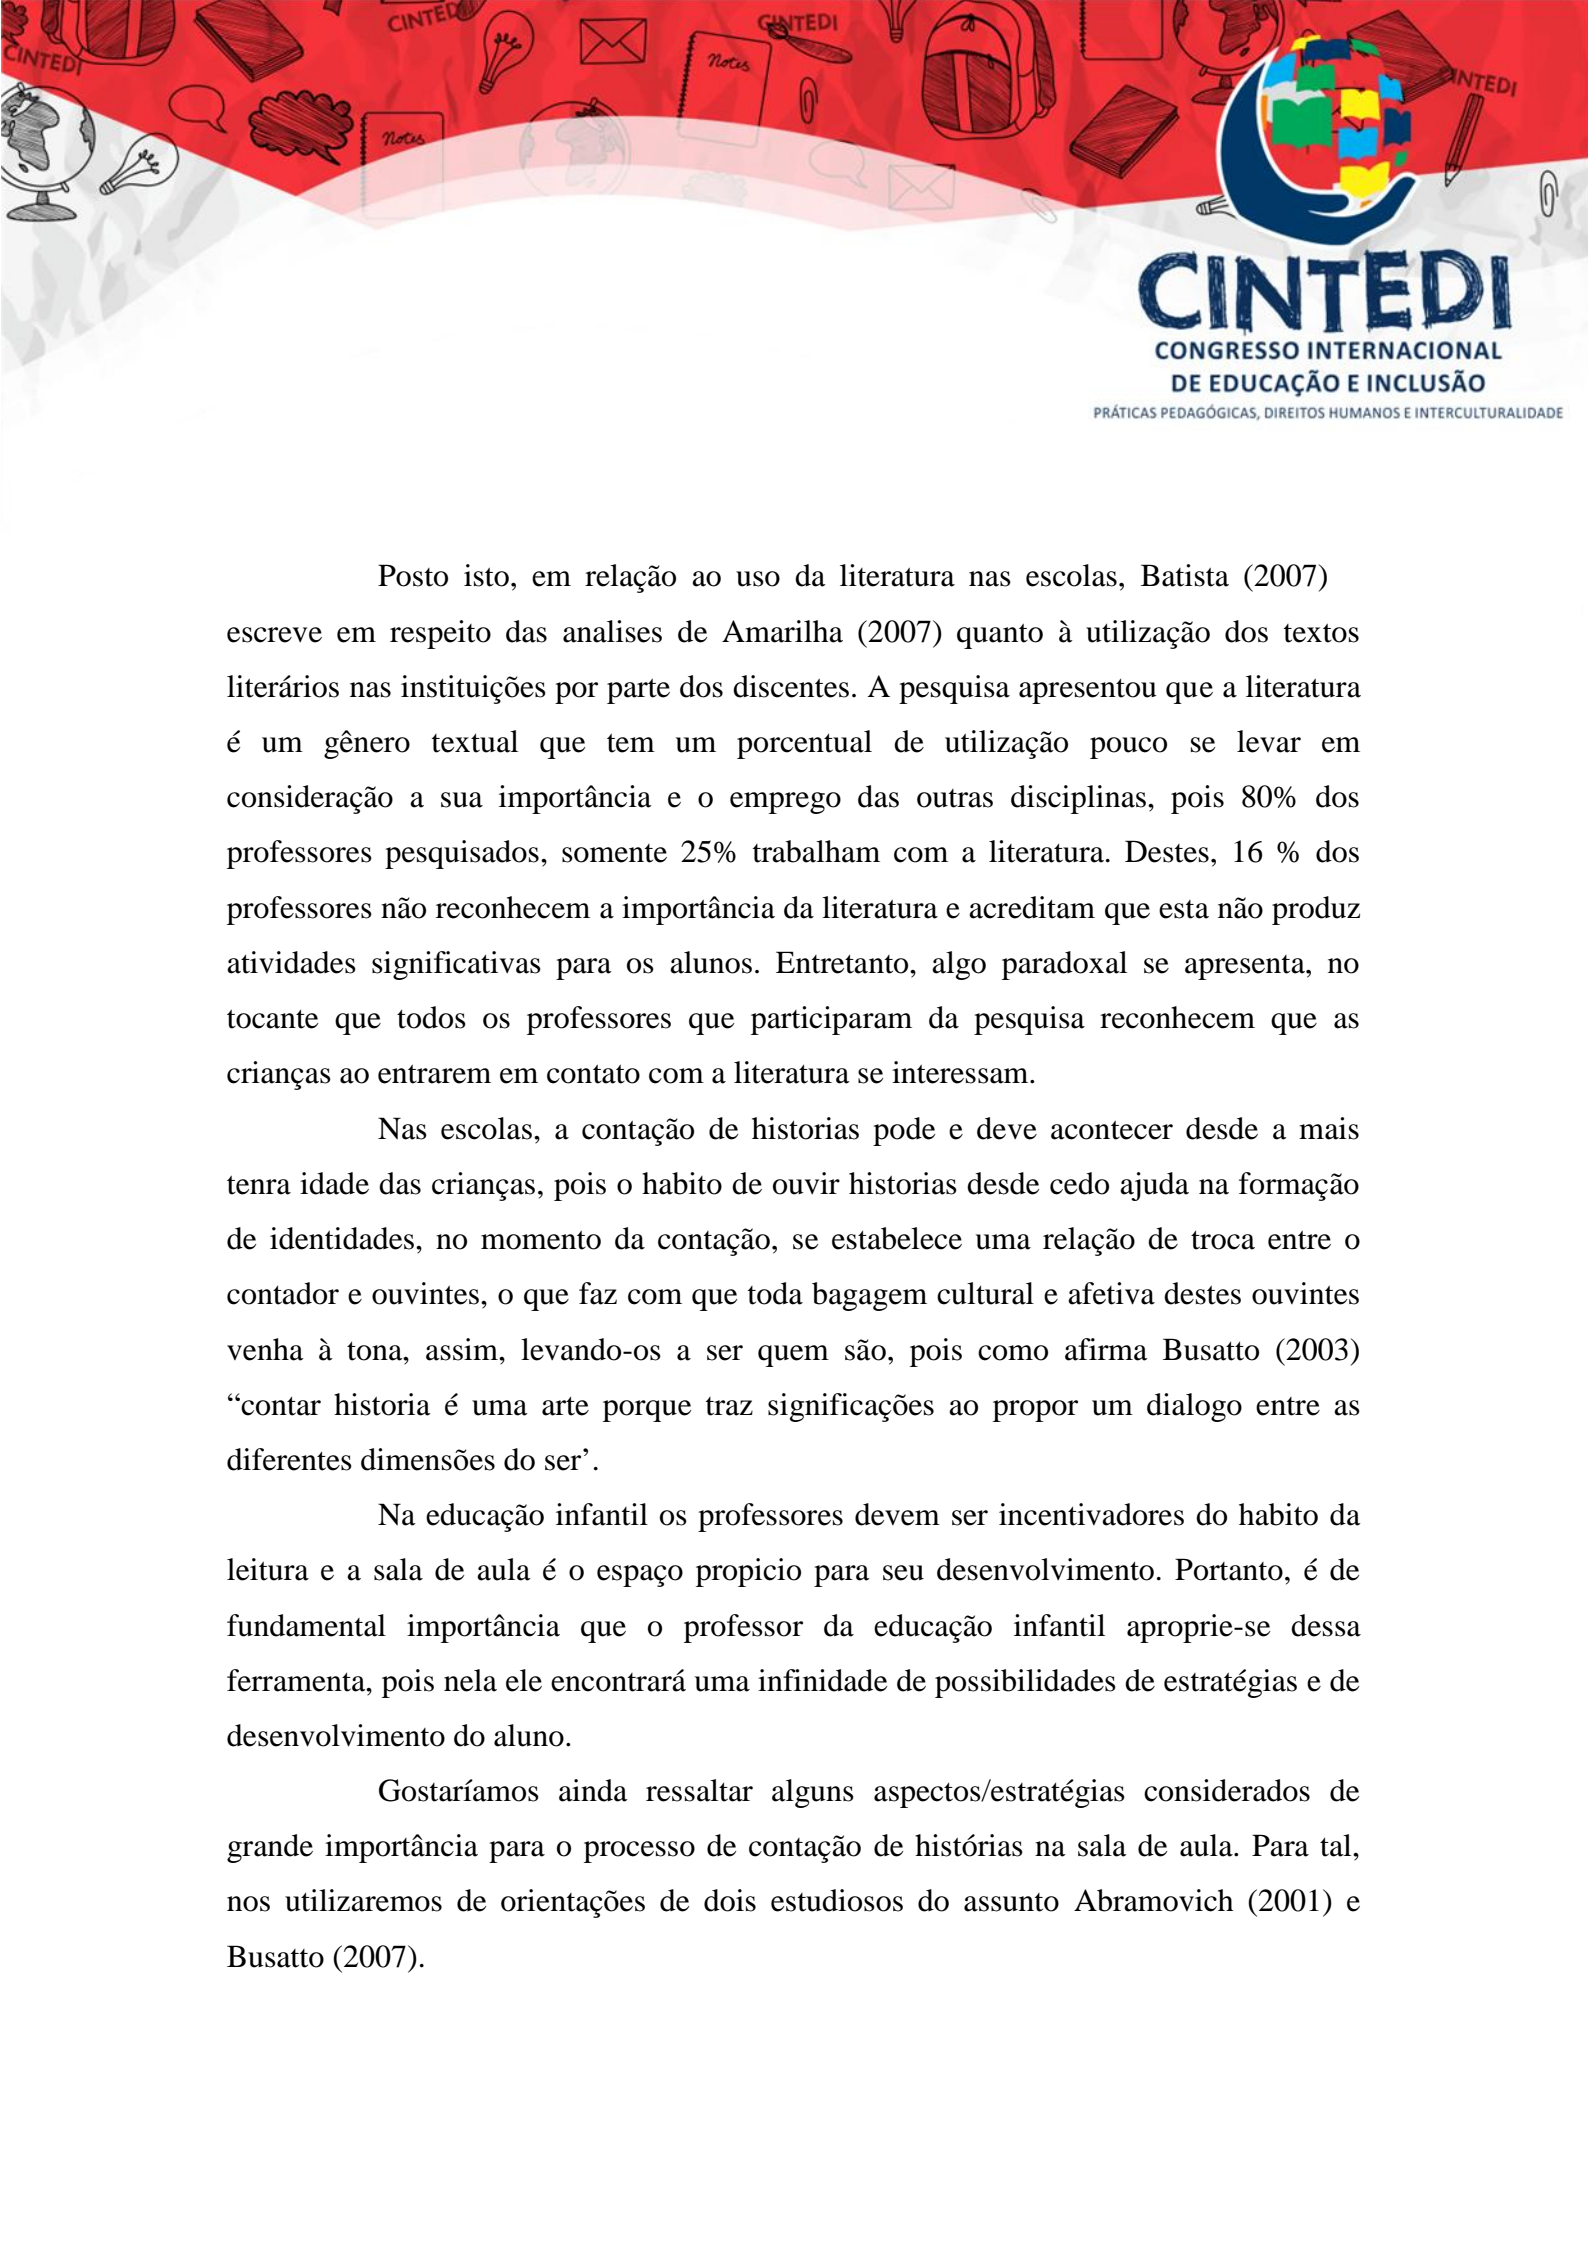 CINTEDI
CINTEDI
CINTEDI
Notes
Notes
CINTEDI
CONGRESSO INTERNACIONAL
DE EDUCAÇÃO E INCLUSÃO
PRÁTICAS PEDAGÓGICAS, DIREITOS HUMANOS E INTERCULTURALIDADE
Posto isto, em relação ao uso da literatura nas escolas, Batista (2007)
escreve em respeito das analises de Amarilha (2007) quanto à utilização dos textos
literários nas instituições por parte dos discentes. A pesquisa apresentou que a literatura
é um gênero textual que tem um porcentual de utilização pouco se levar em
consideração a sua importância e o emprego das outras disciplinas, pois 80% dos
professores pesquisados, somente 25% trabalham com a literatura. Destes, 16 % dos
professores não reconhecem a importância da literatura e acreditam que esta não produz
atividades significativas para os alunos. Entretanto, algo paradoxal se apresenta, no
tocante que todos os professores que participaram da pesquisa reconhecem que as
crianças ao entrarem em contato com a literatura se interessam.
Nas escolas, a contação de historias pode e deve acontecer desde a mais
tenra idade das crianças, pois o habito de ouvir historias desde cedo ajuda na formação
de identidades, no momento da contação, se estabelece uma relação de troca entre o
contador e ouvintes, o que faz com que toda bagagem cultural e afetiva destes ouvintes
venha à tona, assim, levando-os a ser quem são, pois como afirma Busatto (2003)
“contar historia é uma arte porque traz significações ao propor um dialogo entre as
diferentes dimensões do ser’.
Na educação infantil os professores devem ser incentivadores do habito da
leitura e a sala de aula é o espaço propicio para seu desenvolvimento. Portanto, é de
fundamental importância que o professor da educação infantil aproprie-se dessa
ferramenta, pois nela ele encontrará uma infinidade de possibilidades de estratégias e de
desenvolvimento do aluno.
Gostaríamos ainda ressaltar alguns aspectos/estratégias considerados de
grande importância para o processo de contação de histórias na sala de aula. Para tal,
nos utilizaremos de orientações de dois estudiosos do assunto Abramovich (2001) e
Busatto (2007).